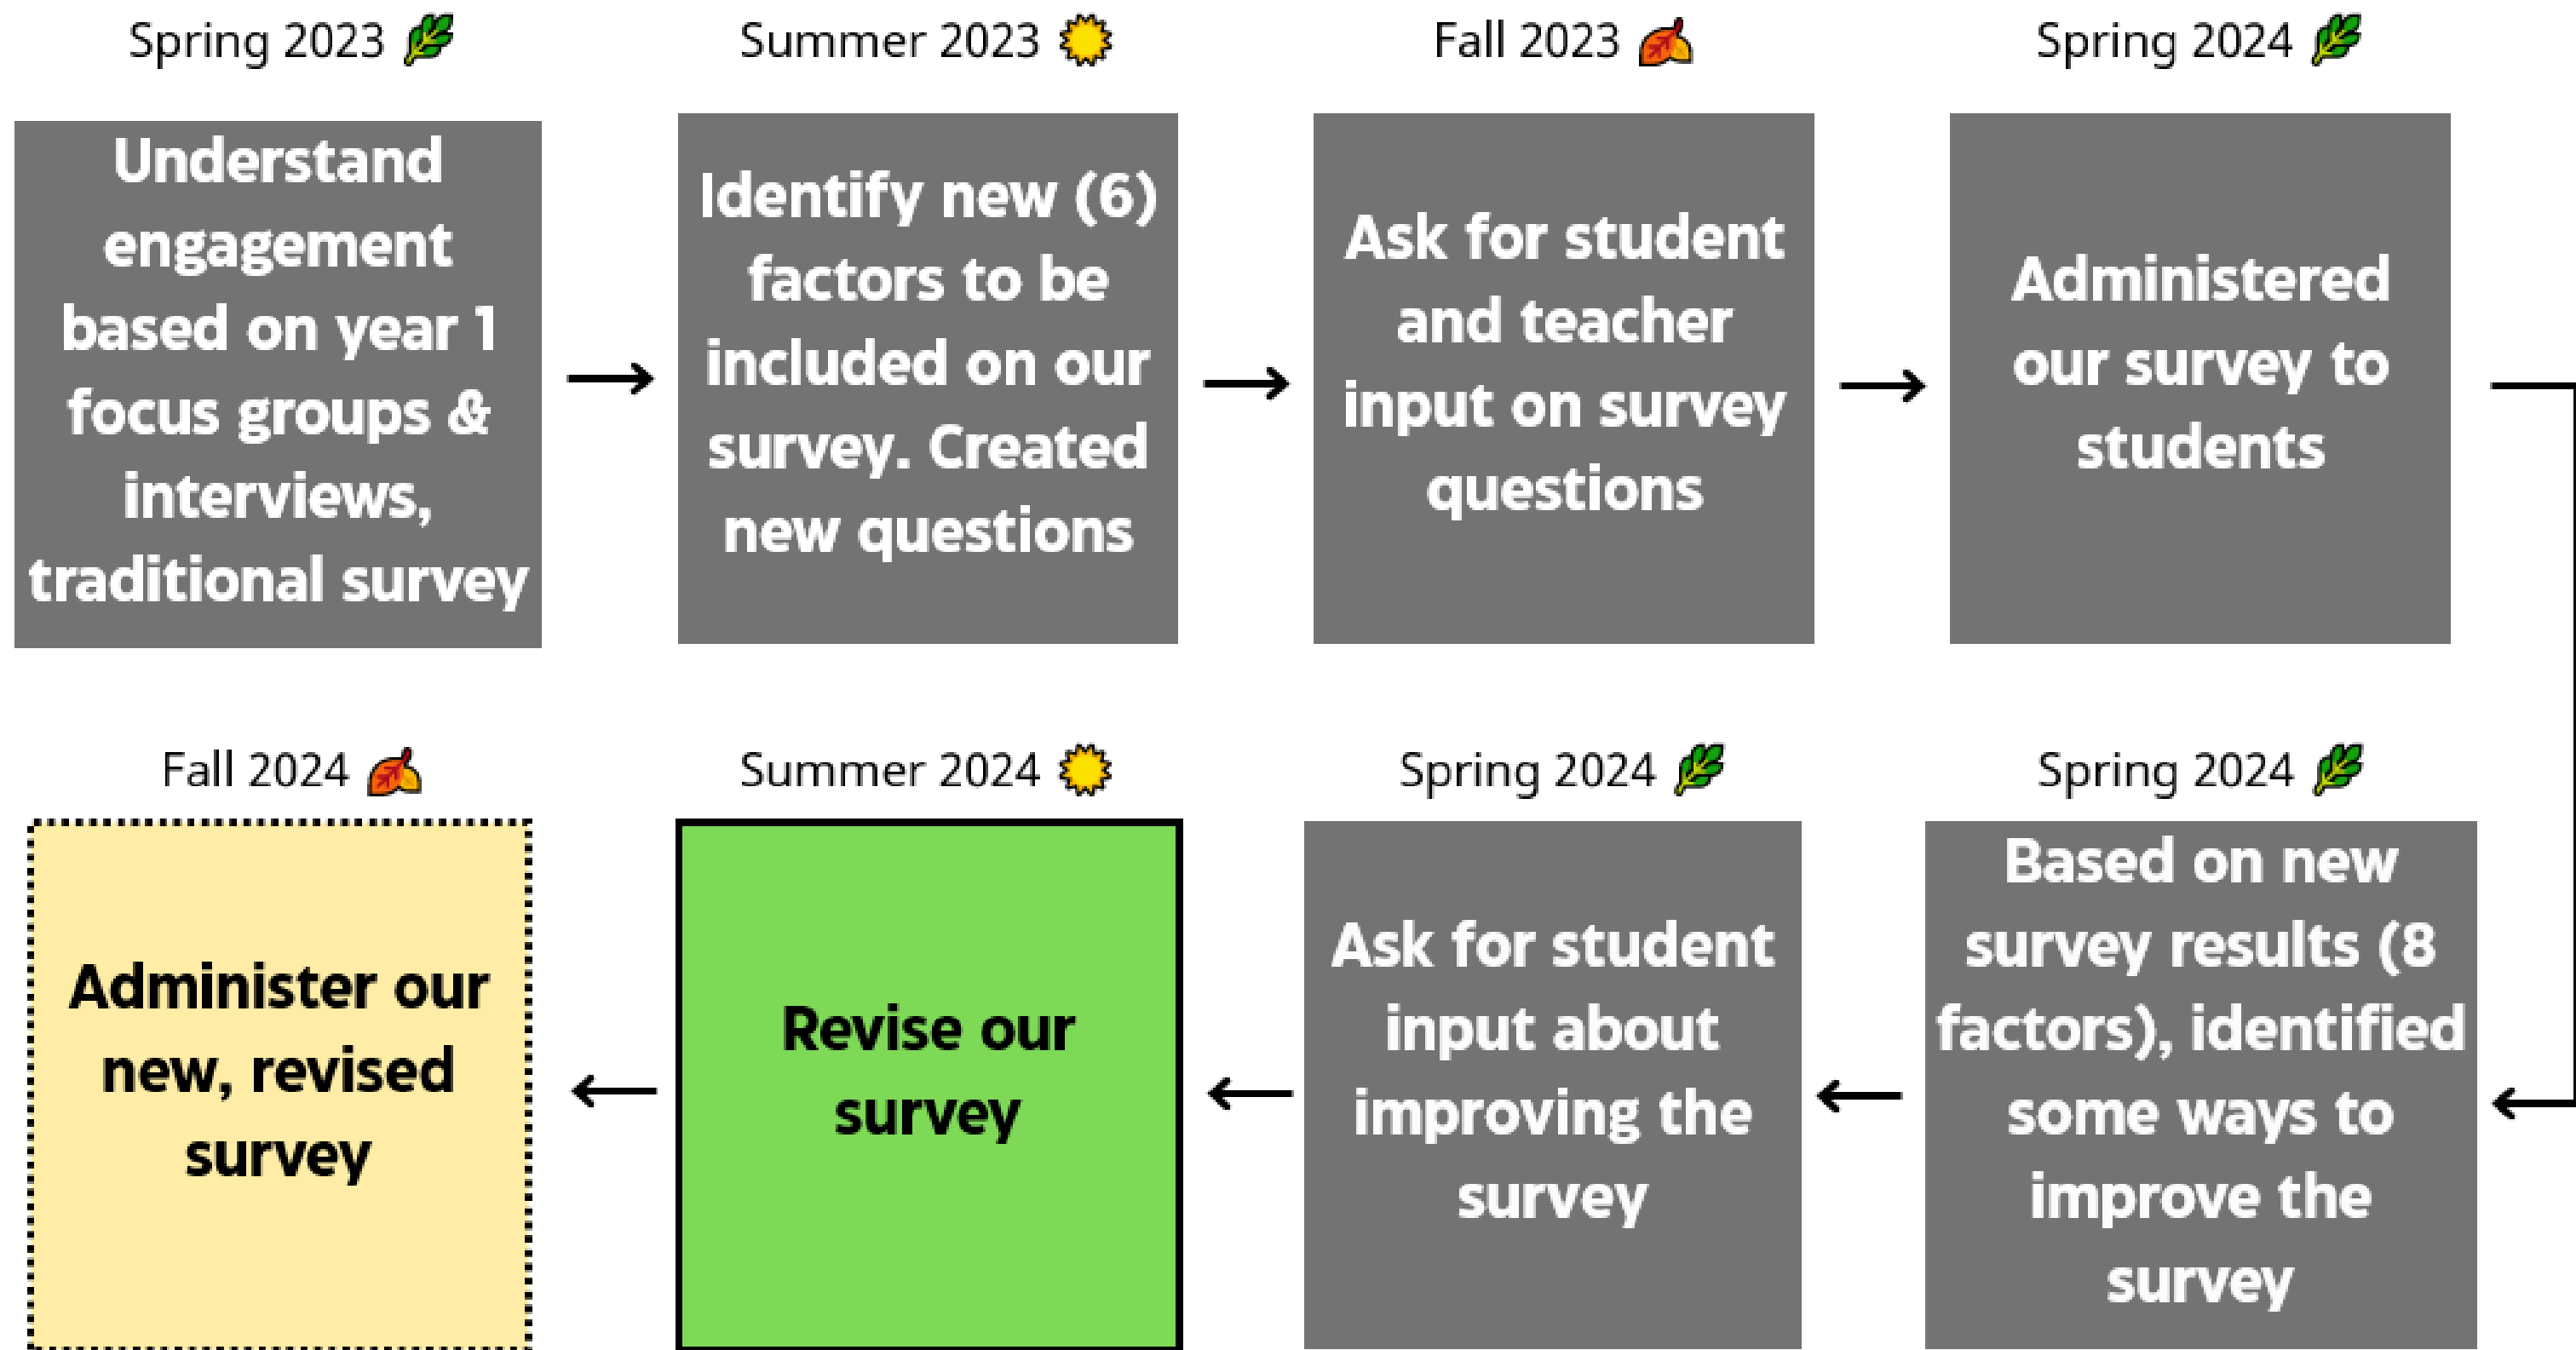 Spring 2023
Understand
engagement
based on year 1
focus groups &
interviews,
traditional survey
Summer 2023
Identify new (6)
factors to be
included on our
survey. Created
new questions
Fall 2023
Ask for student
and teacher
input on survey
questions
Spring 2024
Administered
our survey to
students
Spring 2024
Based on new
survey results (8
factors), identified
some ways to
improve the
survey
Spring 2024
Ask for student
input about
improving the
survey
Summer 2024
Revise our
survey
Fall 2024
Administer our
new, revised
survey